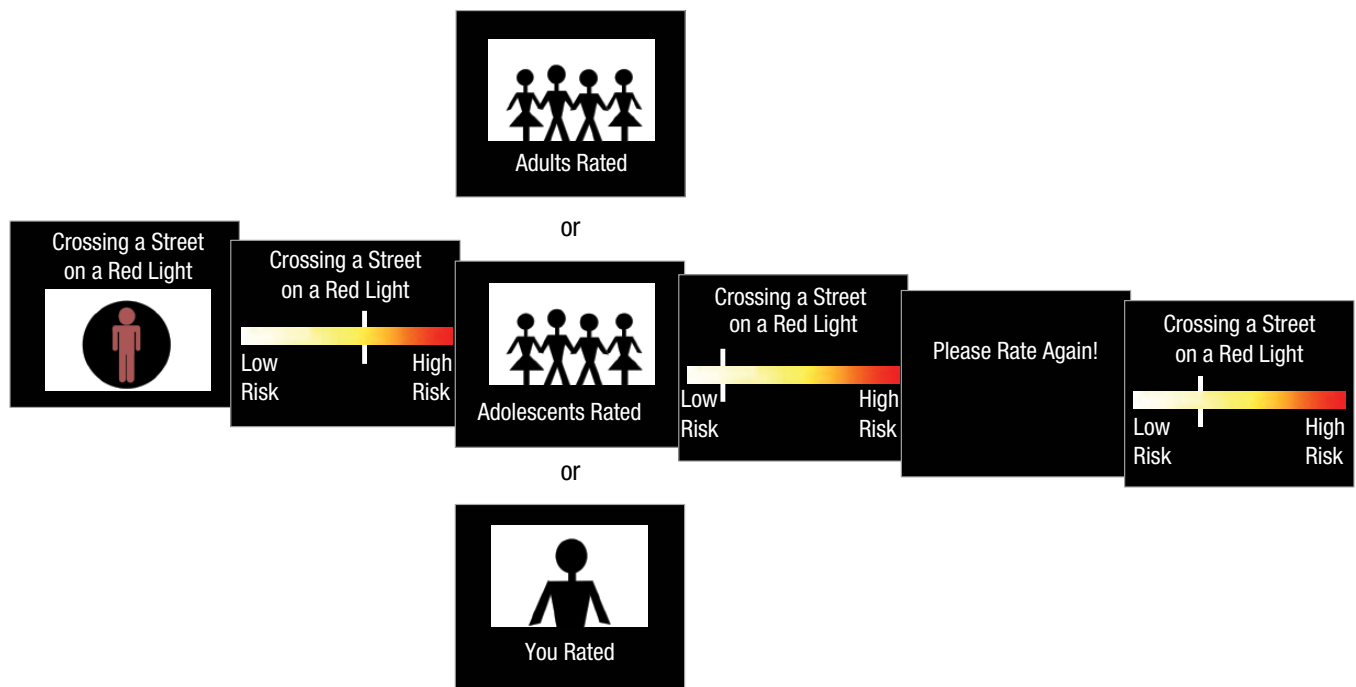 Adults Rated
or
Crossing a Street
on a Red Light
Crossing a Street
on a Red Light
Low
Risk
High
Risk
Adolescents Rated
Crossing a Street
on a Red Light
Low
Risk
High
Risk
Please Rate Again!
Crossing a Street
on a Red Light
Low
Risk
High
Risk
or
You Rated